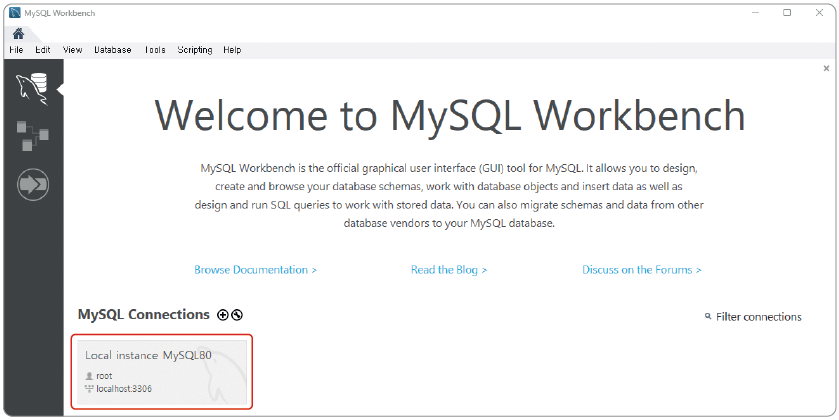 MySQL Workbench
File Edit View Database Tools Scripting Help
Welcome to MySQL Workbench
MySQL Workbench is the official graphical user interface (GUI) tool for MySQL. It allows you to design,
create and browse your database schemas, work with database objects and insert data as well as
design and run SQL queries to work with stored data. You can also migrate schemas and data from other
database vendors to your MySQL database.
Browse Documentation >
Read the Blog >
Discuss on the Forums >
MySQL Connections
Filter connections
Local instance MySQL80
root
localhost:3306